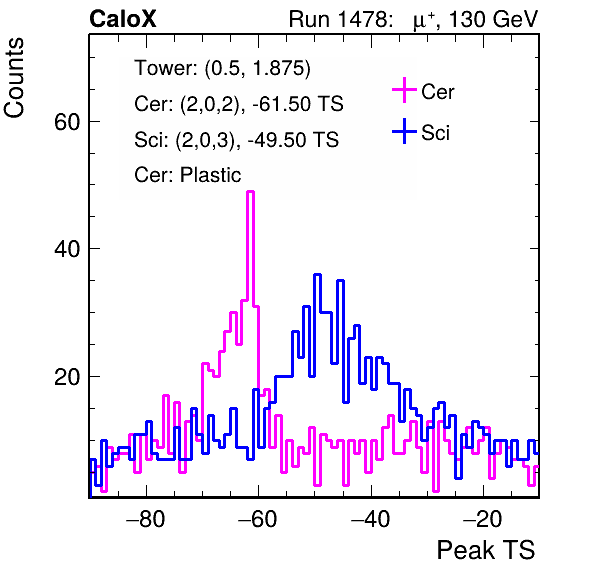 CaloX Run 1478: μ⁺, 130 GeV
Counts
Tower: (0.5, 1.875)
Cer: (2,0,2), -61.50 TS
Sci: (2,0,3), -49.50 TS
Cer: Plastic
Cer
Sci
60
40
20
−80 −60 −40 −20
Peak TS